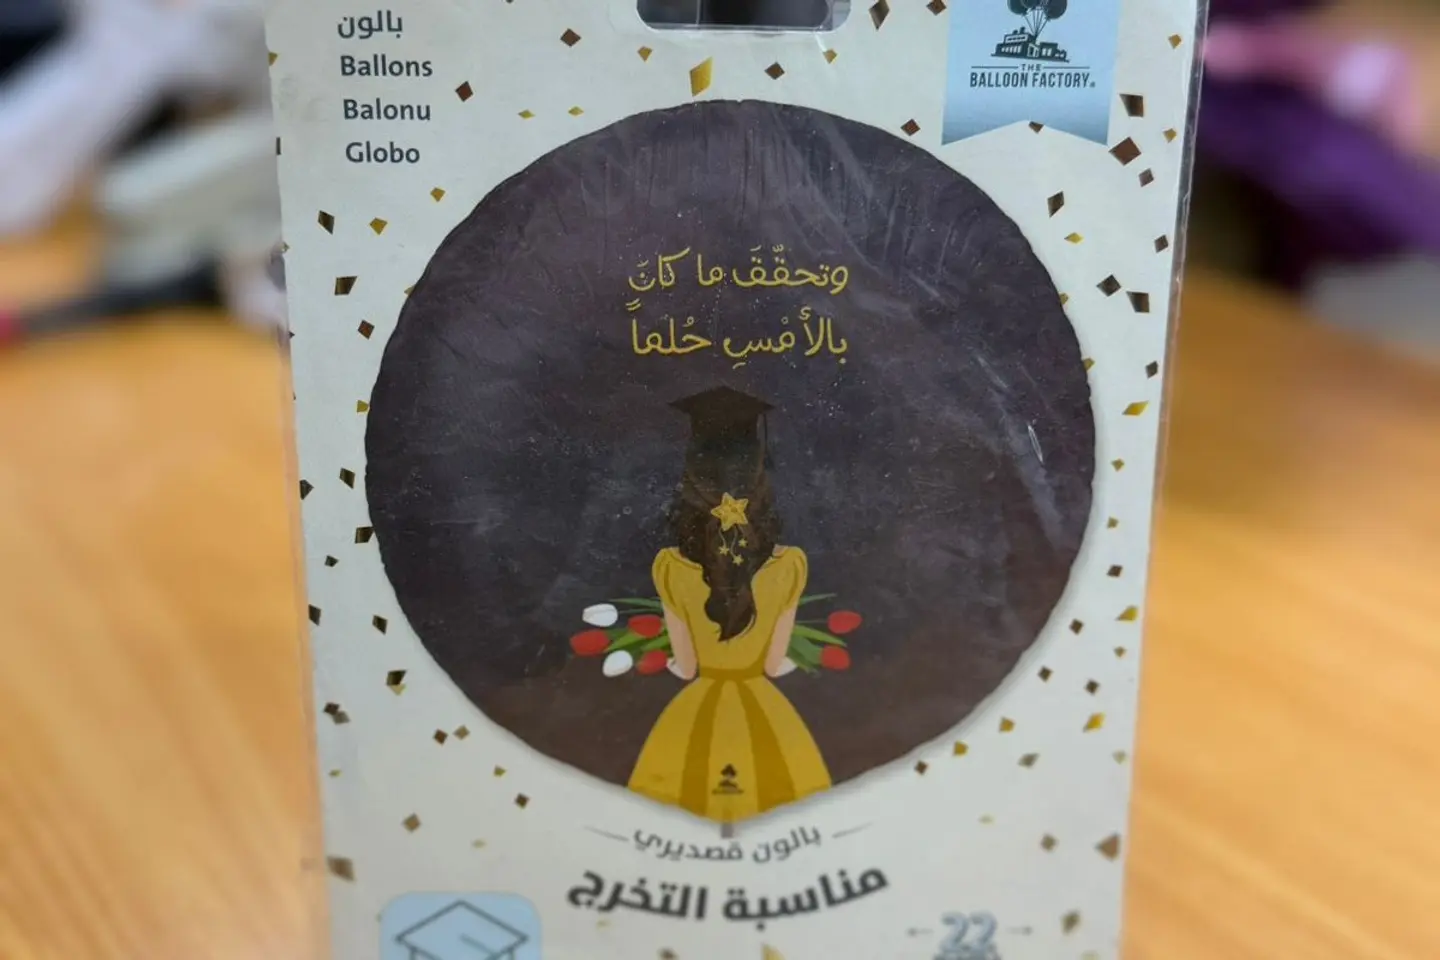 بالون
Ballons
Balonu
Globo
THE
BALLOON FACTORY
وتحقّقَ ما كانَ
بالأمْسِ حُلماً
بالون قصديري
مناسبة التخرج
22